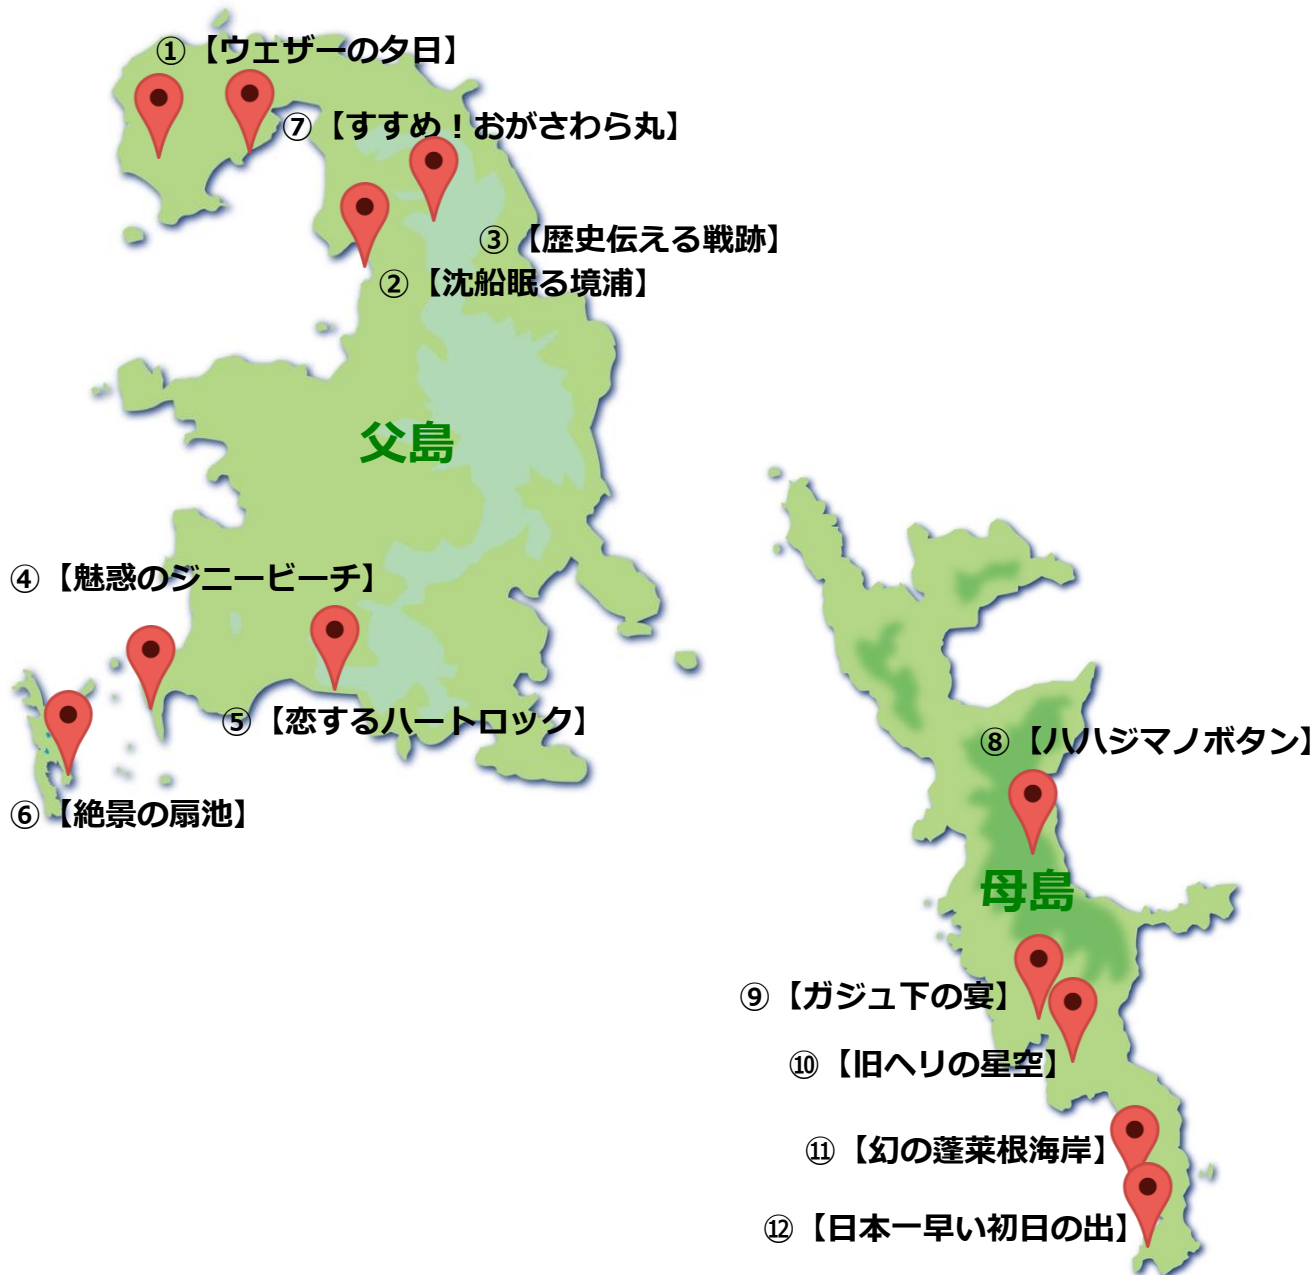 ①【ウェザーの夕日】
⑦【すすめ！おがさわら丸】
③【歴史伝える戦跡】
②【沈船眠る境浦】
父島
④【魅惑のジニービーチ】
⑤【恋するハートロック】
⑥【絶景の扇池】
⑧【ハハジマノボタン】
母島
⑨【ガジュ下の宴】
⑩【旧ヘリの星空】
⑪【幻の蓬莱根海岸】
⑫【日本一早い初日の出】